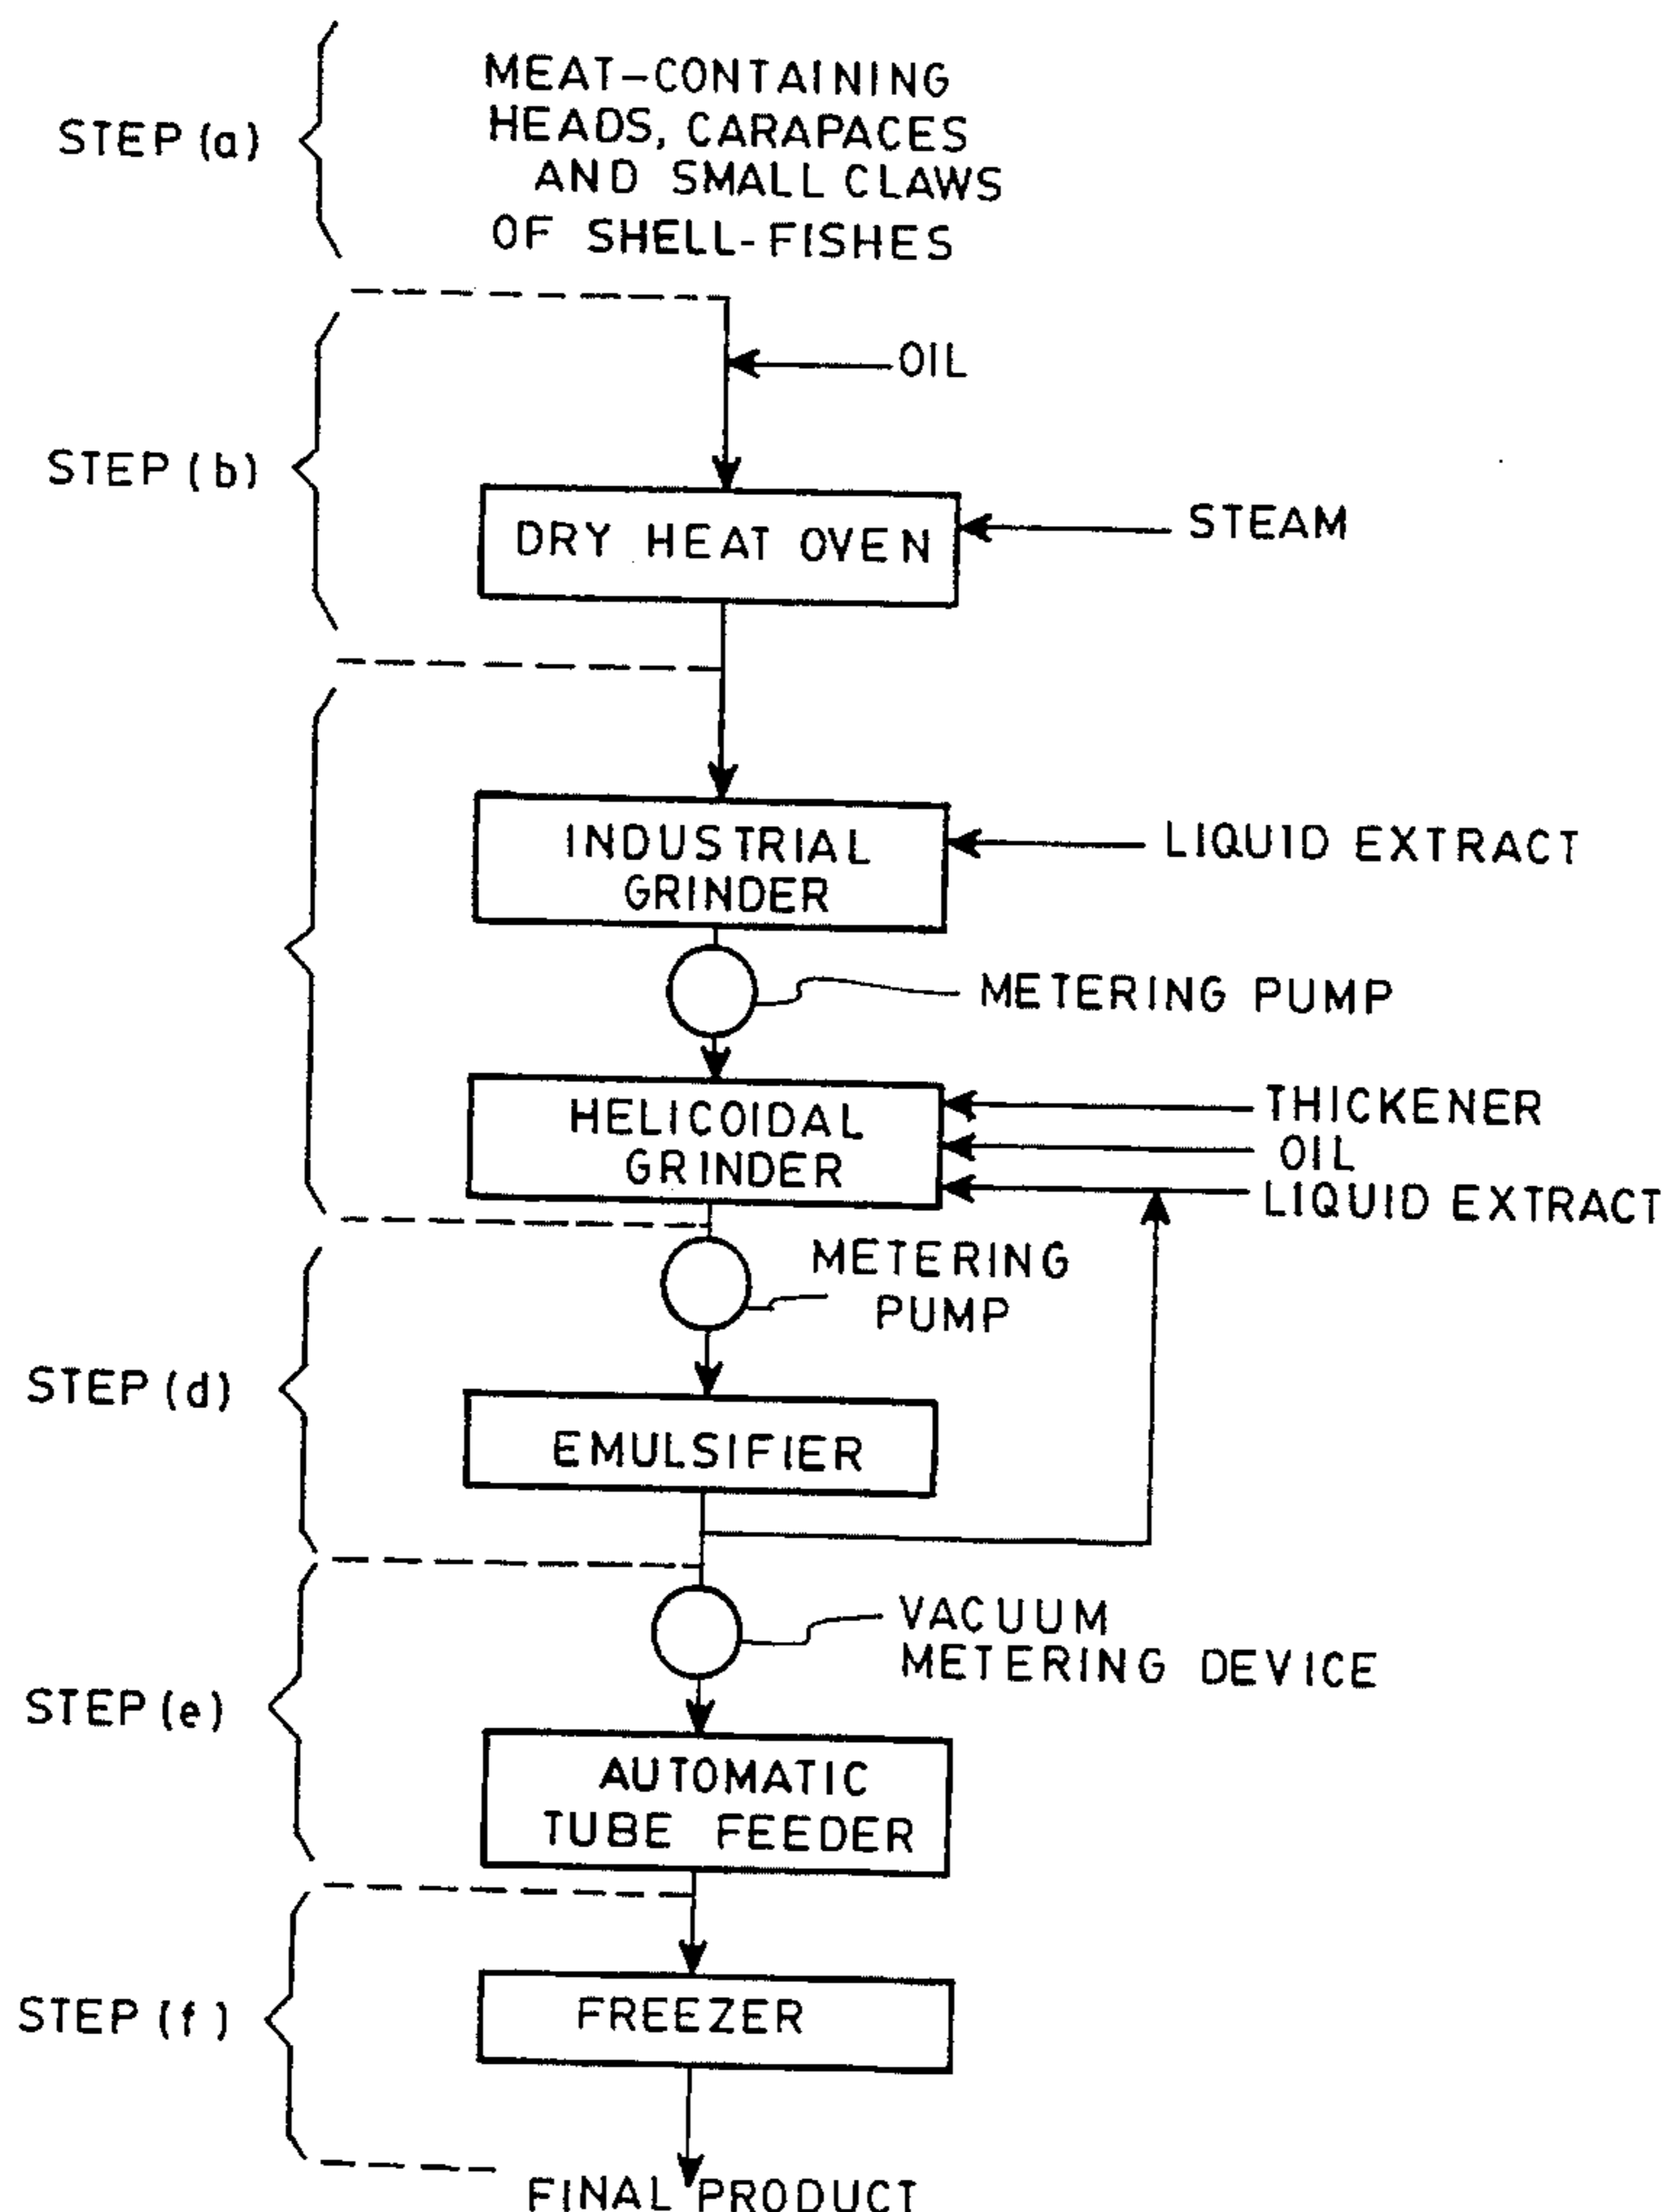 STEP (a)
MEAT-CONTAINING
HEADS, CARAPACES
AND SMALL CLAWS
OF SHELL-FISHES
OIL
STEP (b)
DRY HEAT OVEN
STEAM
INDUSTRIAL
GRINDER
LIQUID EXTRACT
METERING PUMP
HELICOIDAL
GRINDER
THICKENER
OIL
LIQUID EXTRACT
METERING
PUMP
STEP (d)
EMULSIFIER
VACUUM
METERING DEVICE
STEP (e)
AUTOMATIC
TUBE FEEDER
STEP (f)
FREEZER
FINAL PRODUCT